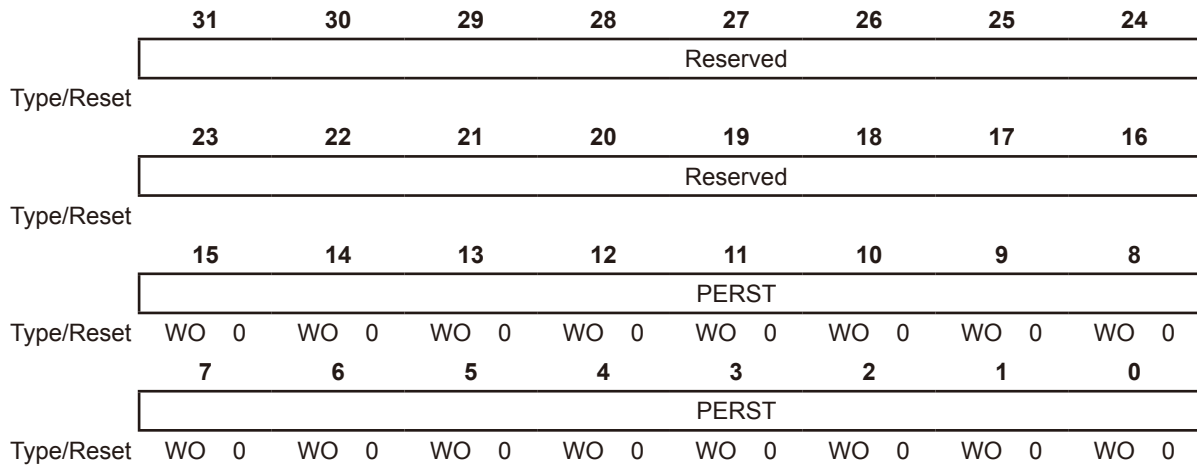 31 30 29 28 27 26 25 24
Reserved
Type/Reset
23 22 21 20 19 18 17 16
Reserved
Type/Reset
15 14 13 12 11 10 9 8
PERST
Type/Reset WO 0 WO 0 WO 0 WO 0 WO 0 WO 0 WO 0 WO 0
7 6 5 4 3 2 1 0
PERST
Type/Reset WO 0 WO 0 WO 0 WO 0 WO 0 WO 0 WO 0 WO 0